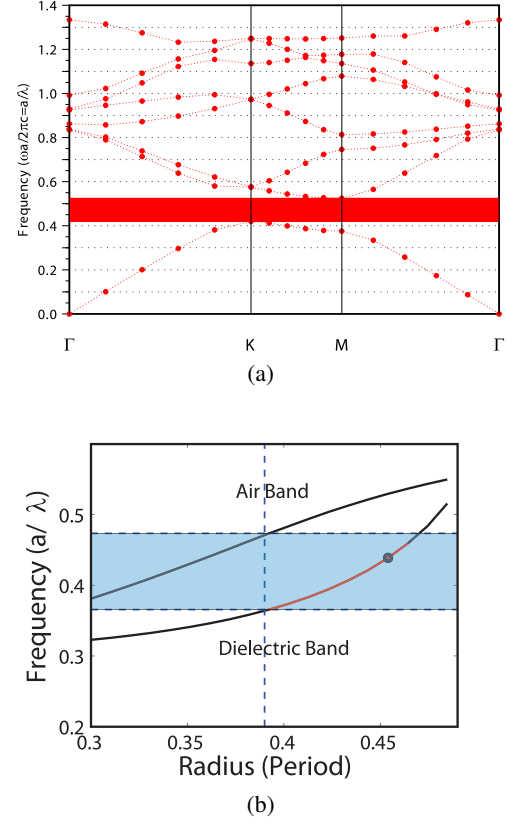 1.4
1.2
1.0
0.8
0.6
0.4
0.2
0.0
Frequency (ωa/2πc=a/λ)
Γ K M Γ
(a)
Frequency (a/ λ)
0.5
0.4
0.3
0.2
Air Band
Dielectric Band
0.3 0.35 0.4 0.45
Radius (Period)
(b)